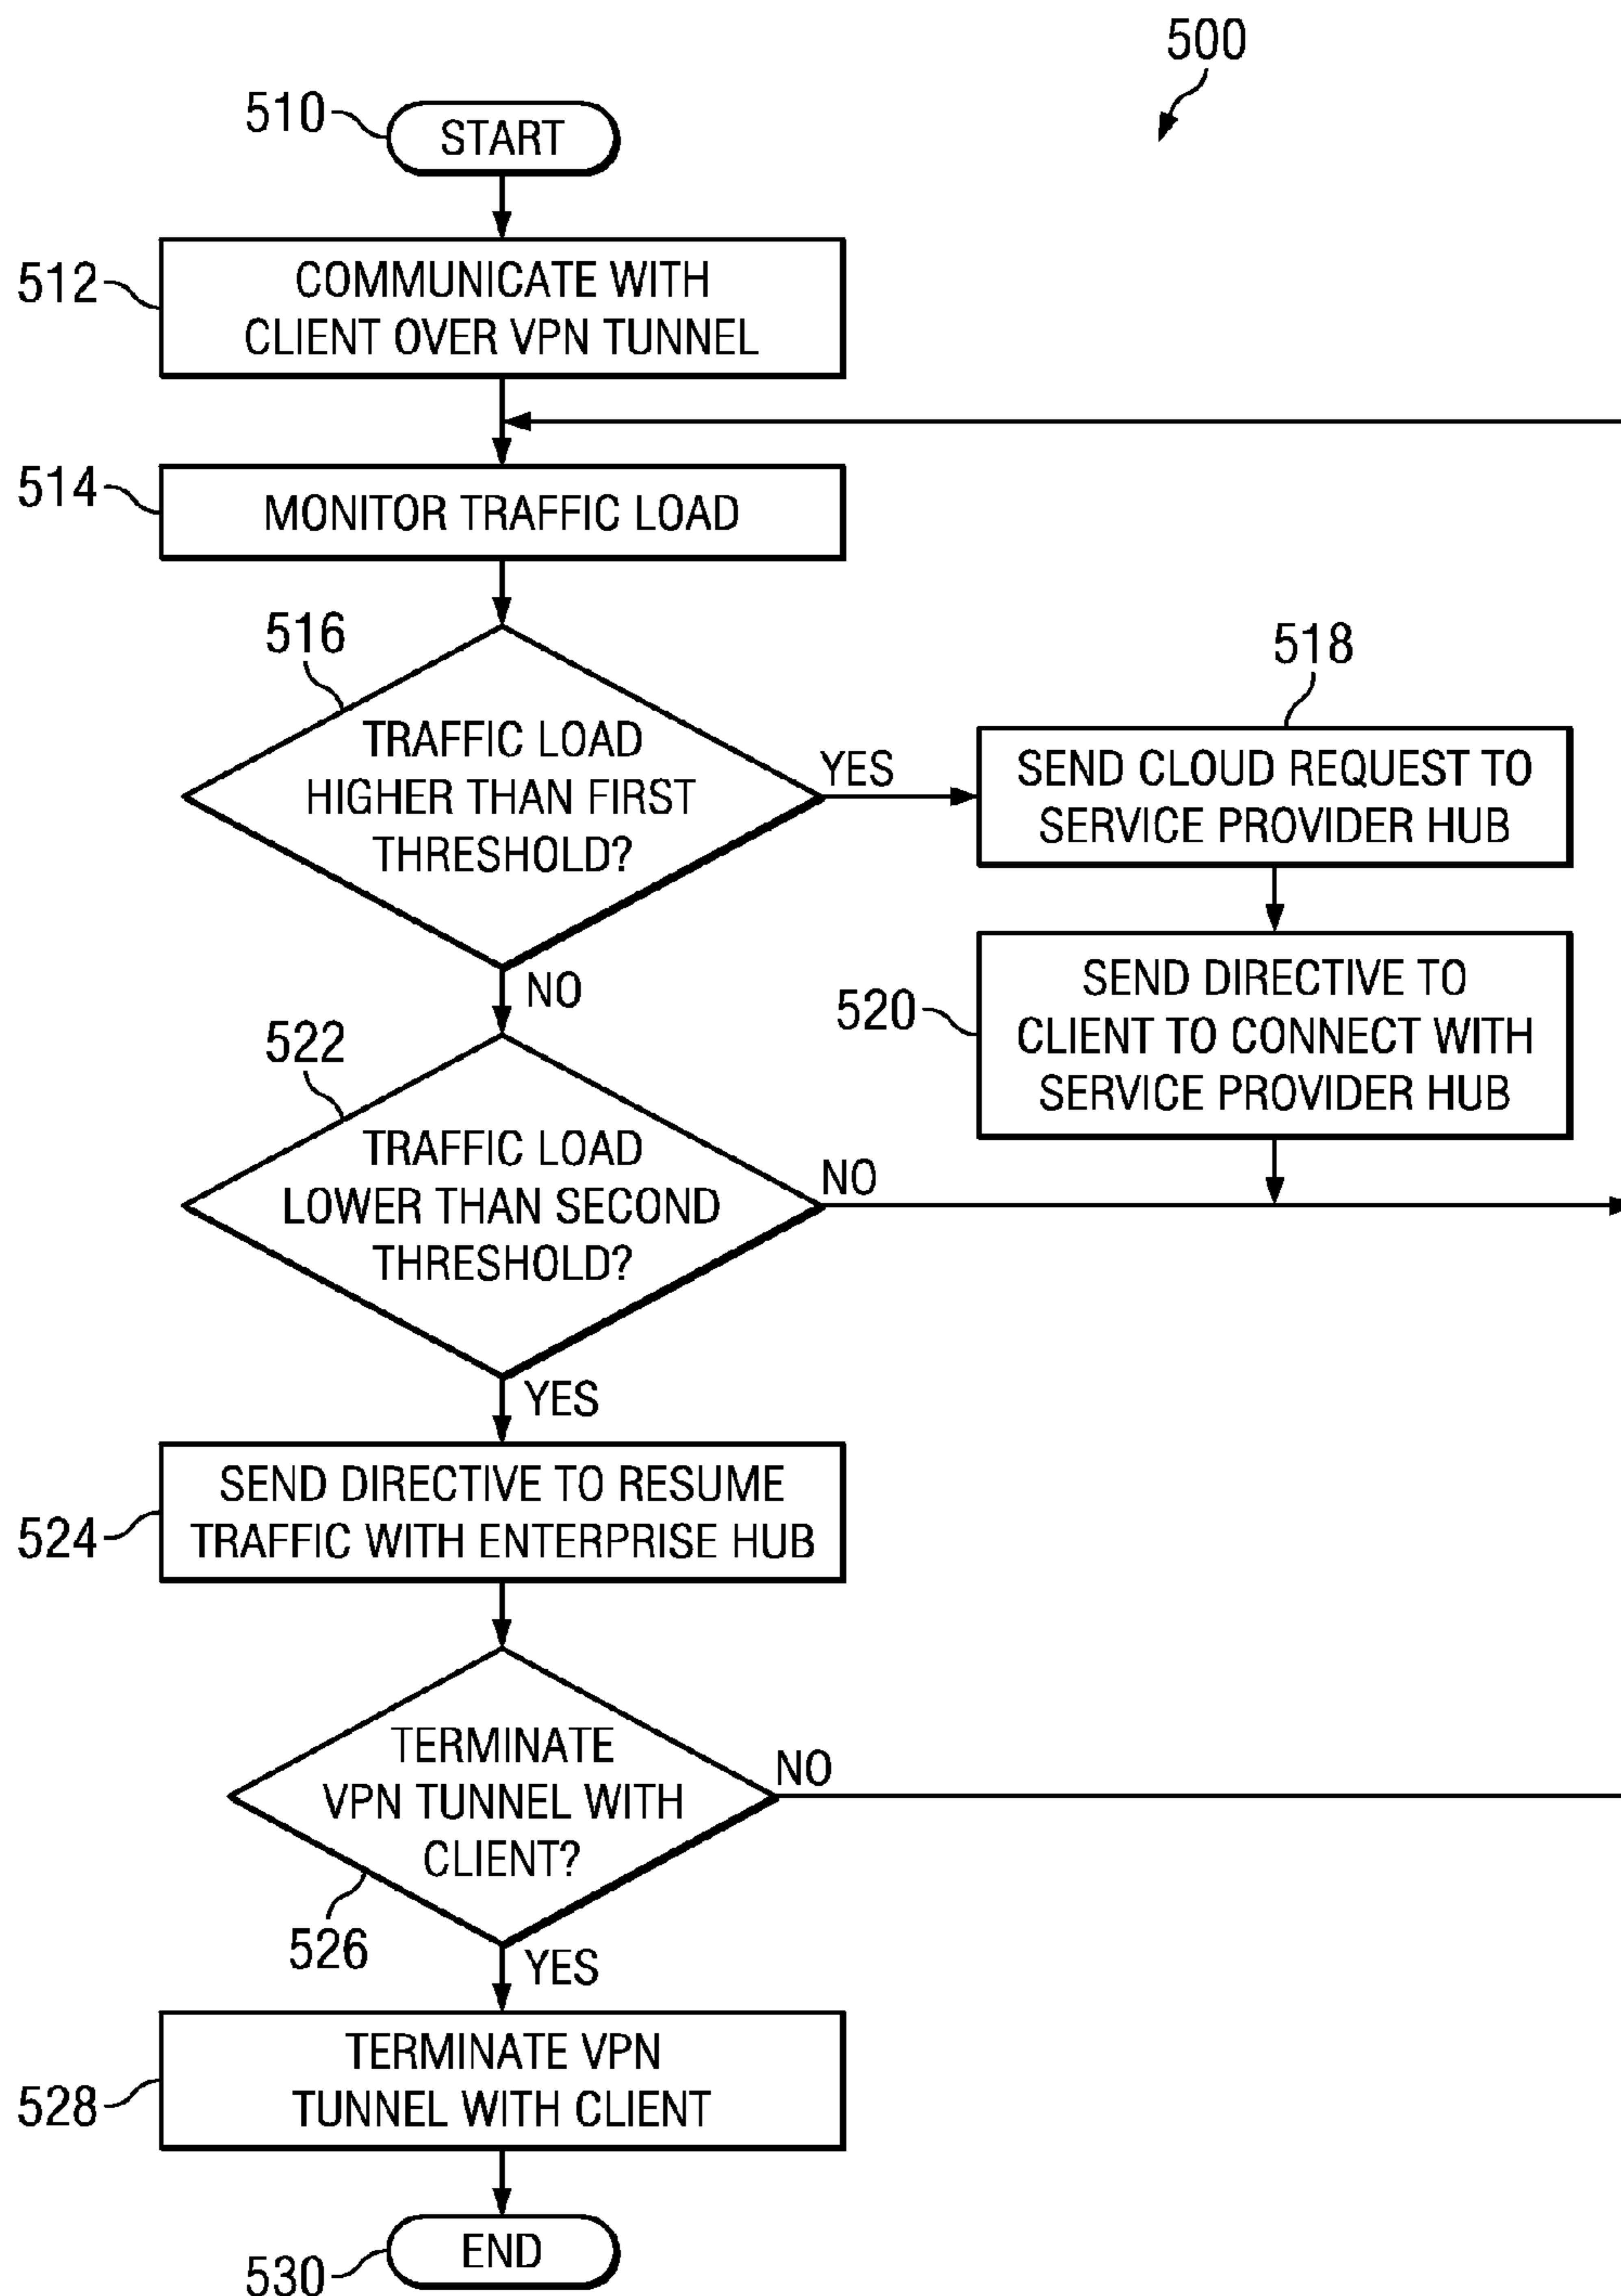 500
510
START
512
COMMUNICATE WITH
CLIENT OVER VPN TUNNEL
514
MONITOR TRAFFIC LOAD
516
TRAFFIC LOAD
HIGHER THAN FIRST
THRESHOLD?
YES
518
SEND CLOUD REQUEST TO
SERVICE PROVIDER HUB
NO
520
SEND DIRECTIVE TO
CLIENT TO CONNECT WITH
SERVICE PROVIDER HUB
522
TRAFFIC LOAD
LOWER THAN SECOND
THRESHOLD?
NO
YES
524
SEND DIRECTIVE TO RESUME
TRAFFIC WITH ENTERPRISE HUB
TERMINATE
VPN TUNNEL WITH
CLIENT?
NO
526
YES
528
TERMINATE VPN
TUNNEL WITH CLIENT
530
END